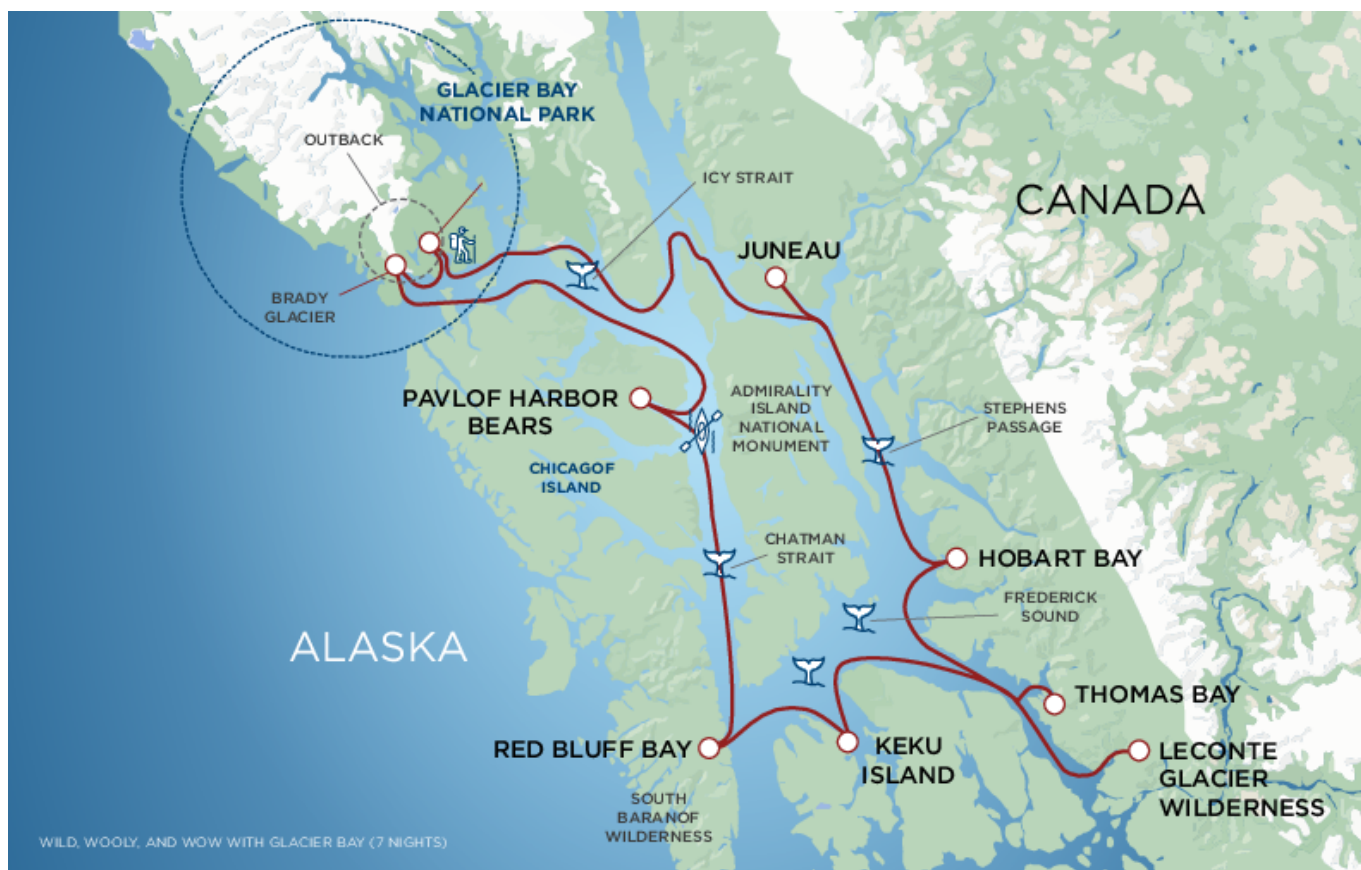 GLACIER BAY
NATIONAL PARK
OUTBACK
ICY STRAIT
CANADA
JUNEAU
BRADY
GLACIER
PAVLOF HARBOR
BEARS
ADMIRALITY
ISLAND
NATIONAL
MONUMENT
STEPHENS
PASSAGE
CHICAGOF
ISLAND
CHATMAN
STRAIT
HOBART BAY
FREDERICK
SOUND
ALASKA
THOMAS BAY
RED BLUFF BAY
KEKU
ISLAND
LECONTE
GLACIER
WILDERNESS
SOUTH
BARANOF
WILDERNESS
WILD, WOOLY, AND WOW WITH GLACIER BAY (7 NIGHTS)